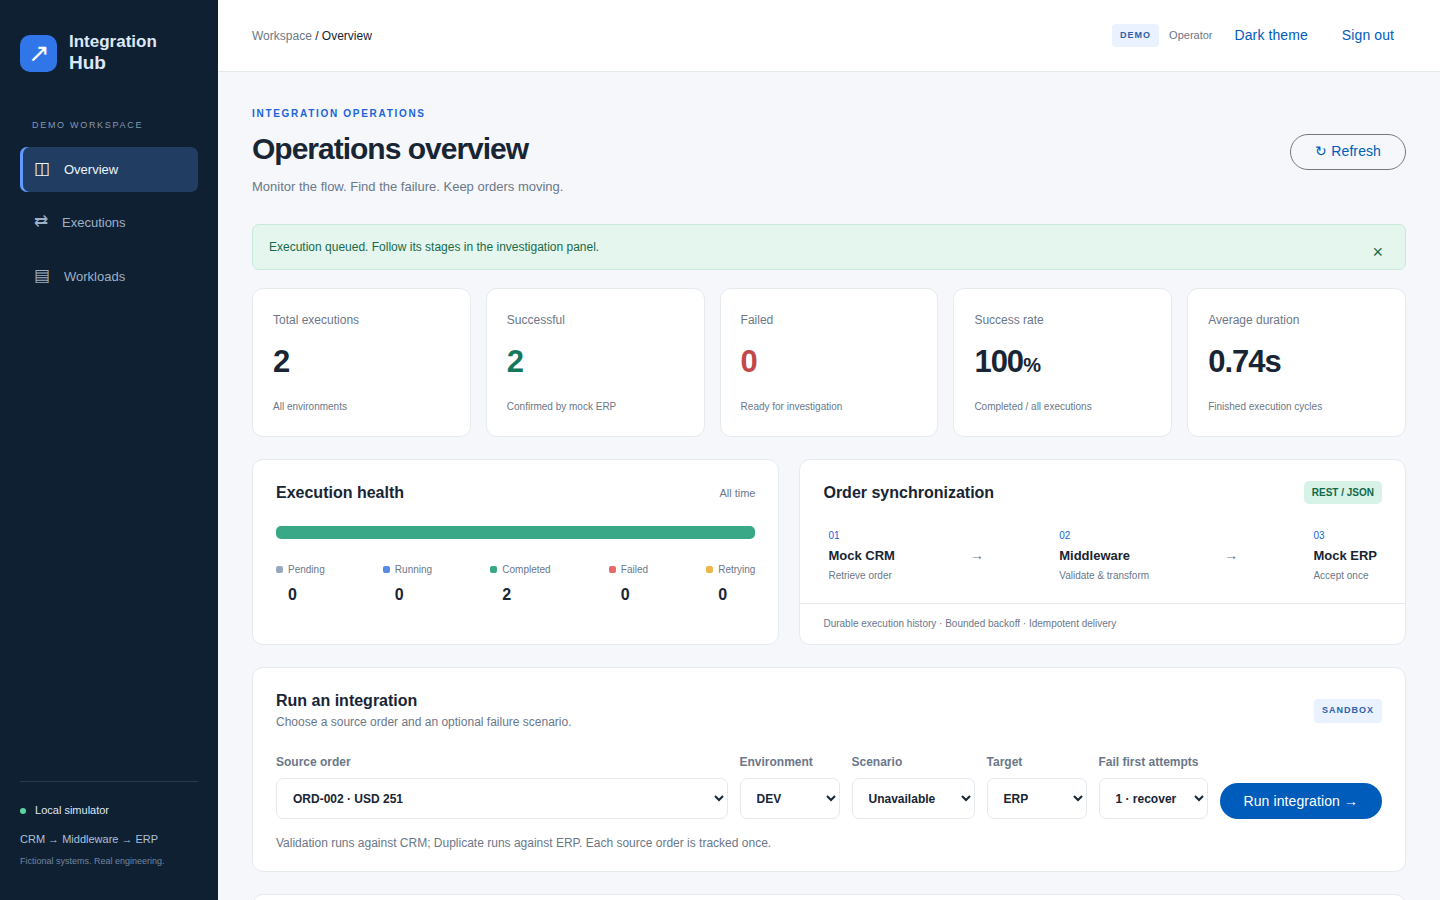 Integration
Hub
DEMO WORKSPACE
Overview
Executions
Workloads
Local simulator
CRM → Middleware → ERP
Fictional systems. Real engineering.
Workspace / Overview
DEMO Operator Dark theme Sign out
INTEGRATION OPERATIONS
Operations overview
↻ Refresh
Monitor the flow. Find the failure. Keep orders moving.
Execution queued. Follow its stages in the investigation panel. ×
Total executions
2
All environments
Successful
2
Confirmed by mock ERP
Failed
0
Ready for investigation
Success rate
100%
Completed / all executions
Average duration
0.74s
Finished execution cycles
Execution health All time
Pending Running Completed Failed Retrying
0 0 2 0 0
Order synchronization REST / JSON
01 02 03
Mock CRM → Middleware → Mock ERP
Retrieve order Validate & transform Accept once
Durable execution history · Bounded backoff · Idempotent delivery
Run an integration
Choose a source order and an optional failure scenario.
SANDBOX
Source order Environment Scenario Target Fail first attempts
ORD-002 · USD 251 DEV Unavailable ERP 1 · recover Run integration →
Validation runs against CRM; Duplicate runs against ERP. Each source order is tracked once.